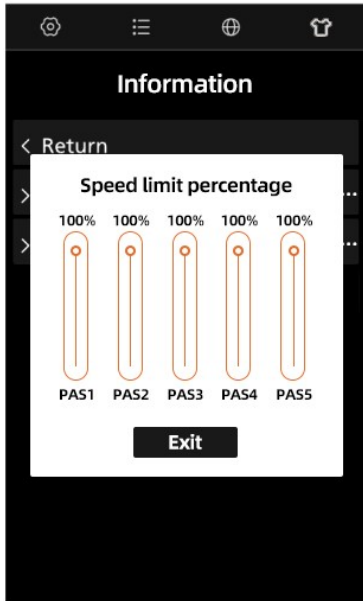 Information
< Return
>
...
>
...
Speed limit percentage
100% 100% 100% 100% 100%
PAS1 PAS2 PAS3 PAS4 PAS5
Exit